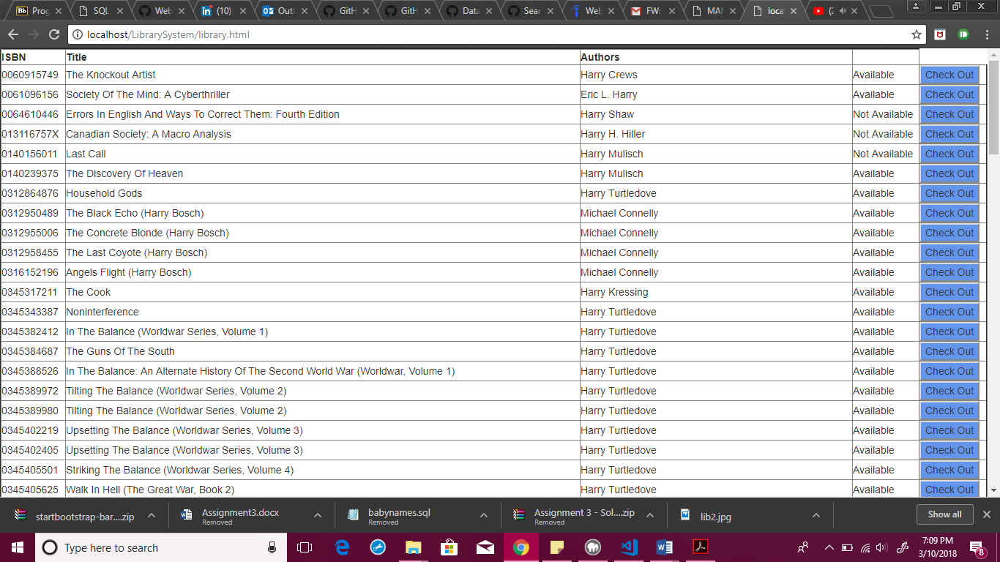 Bb Prog
SQL
Web
in (10)
Outl
GitH
GitH
Data
Sear
Web
FW:
MAN
loca
(2
localhost/LibrarySystem/library.html
ISBN Title Authors
0060915749 The Knockout Artist Harry Crews Available Check Out
0061096156 Society Of The Mind: A Cyberthriller Eric L. Harry Available Check Out
0064610446 Errors In English And Ways To Correct Them: Fourth Edition Harry Shaw Not Available Check Out
013116757X Canadian Society: A Macro Analysis Harry H. Hiller Not Available Check Out
0140156011 Last Call Harry Mulisch Not Available Check Out
0140239375 The Discovery Of Heaven Harry Mulisch Available Check Out
0312864876 Household Gods Harry Turtledove Available Check Out
0312950489 The Black Echo (Harry Bosch) Michael Connelly Available Check Out
0312955006 The Concrete Blonde (Harry Bosch) Michael Connelly Available Check Out
0312958455 The Last Coyote (Harry Bosch) Michael Connelly Available Check Out
0316152196 Angels Flight (Harry Bosch) Michael Connelly Available Check Out
0345317211 The Cook Harry Kressing Available Check Out
0345343387 Noninterference Harry Turtledove Available Check Out
0345382412 In The Balance (Worldwar Series, Volume 1) Harry Turtledove Available Check Out
0345384687 The Guns Of The South Harry Turtledove Available Check Out
0345388526 In The Balance: An Alternate History Of The Second World War (Worldwar, Volume 1) Harry Turtledove Available Check Out
0345389972 Tilting The Balance (Worldwar Series, Volume 2) Harry Turtledove Available Check Out
0345389980 Tilting The Balance (Worldwar Series, Volume 2) Harry Turtledove Available Check Out
0345402219 Upsetting The Balance (Worldwar Series, Volume 3) Harry Turtledove Available Check Out
0345402405 Upsetting The Balance (Worldwar Series, Volume 3) Harry Turtledove Available Check Out
0345405501 Striking The Balance (Worldwar Series, Volume 4) Harry Turtledove Available Check Out
0345405625 Walk In Hell (The Great War, Book 2) Harry Turtledove Available Check Out
startbootstrap-bar....zip
Assignment3.docx
Removed
babynames.sql
Removed
Assignment 3 - Sol....zip
Removed
lib2.jpg
Show all
Type here to search
7:09 PM
3/10/2018
8